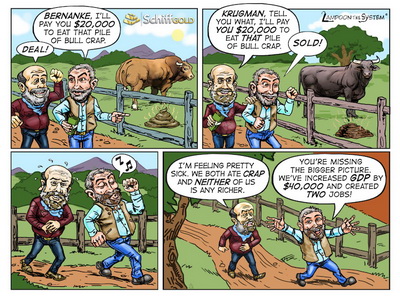 BERNANKE, I'LL
PAY YOU $20,000
TO EAT THAT PILE
OF BULL CRAP.
DEAL!
SchiffGOLD
KRUGMAN, TELL
YOU WHAT, I'LL PAY
YOU $20,000 TO
EAT THAT PILE
OF BULL CRAP.
SOLD!
LAMPOON THE SYSTEM
I'M FEELING PRETTY
SICK. WE BOTH ATE CRAP
AND NEITHER OF US
IS ANY RICHER.
YOU'RE MISSING
THE BIGGER PICTURE.
WE'VE INCREASED GDP BY
$40,000 AND CREATED
TWO JOBS!